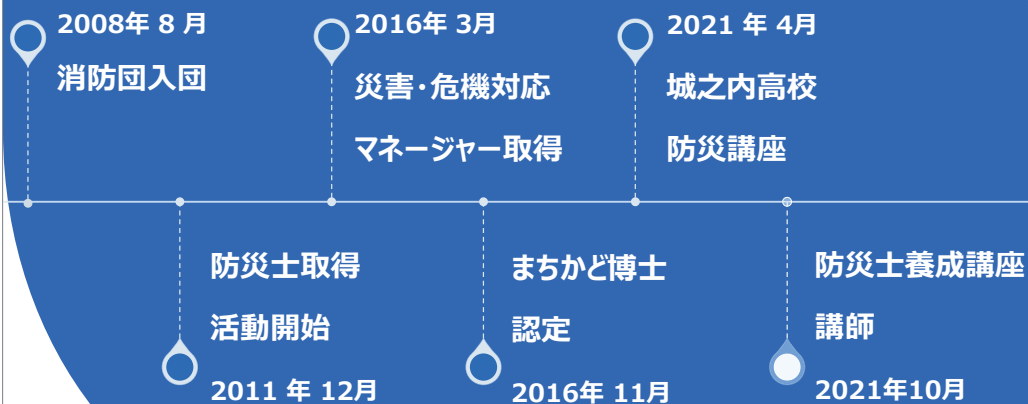 2008年 8 月
消防団入団
2016年 3月
災害・危機対応
マネージャー取得
2021 年 4月
城之内高校
防災講座
防災士取得
活動開始
2011 年 12月
まちかど博士
認定
2016年 11月
防災士養成講座
講師
2021年10月